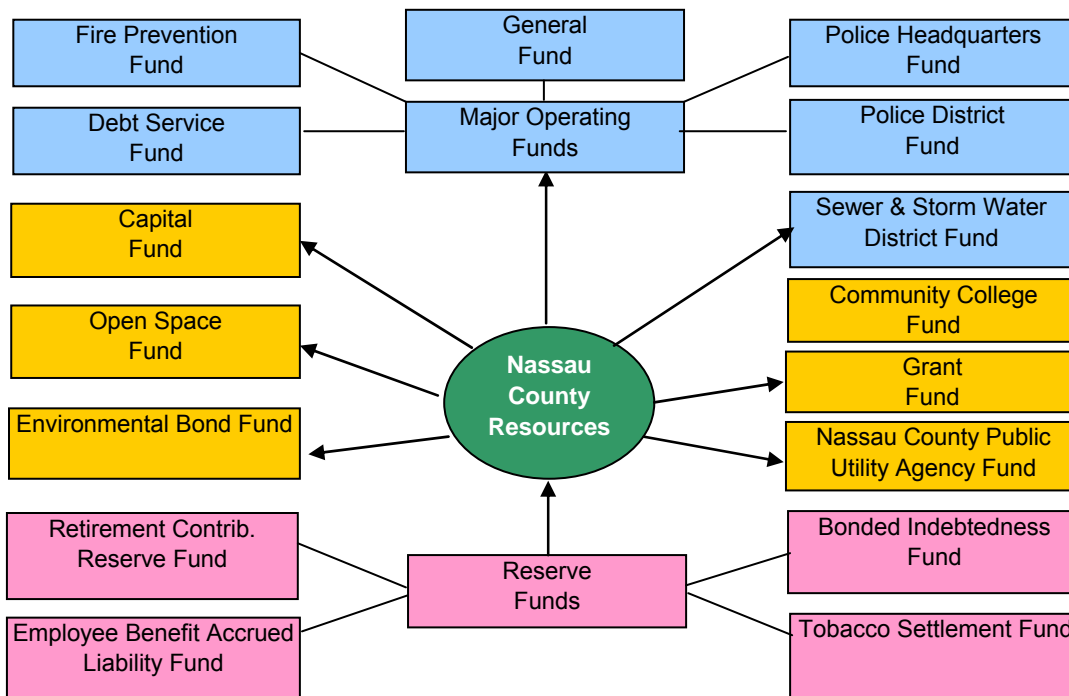 Fire Prevention
Fund
General
Fund
Police Headquarters
Fund
Debt Service
Fund
Major Operating
Funds
Police District
Fund
Capital
Fund
Sewer & Storm Water
District Fund
Open Space
Fund
Community College
Fund
Nassau
County
Resources
Grant
Fund
Environmental Bond Fund
Nassau County Public
Utility Agency Fund
Retirement Contrib.
Reserve Fund
Reserve
Funds
Bonded Indebtedness
Fund
Employee Benefit Accrued
Liability Fund
Tobacco Settlement Fund